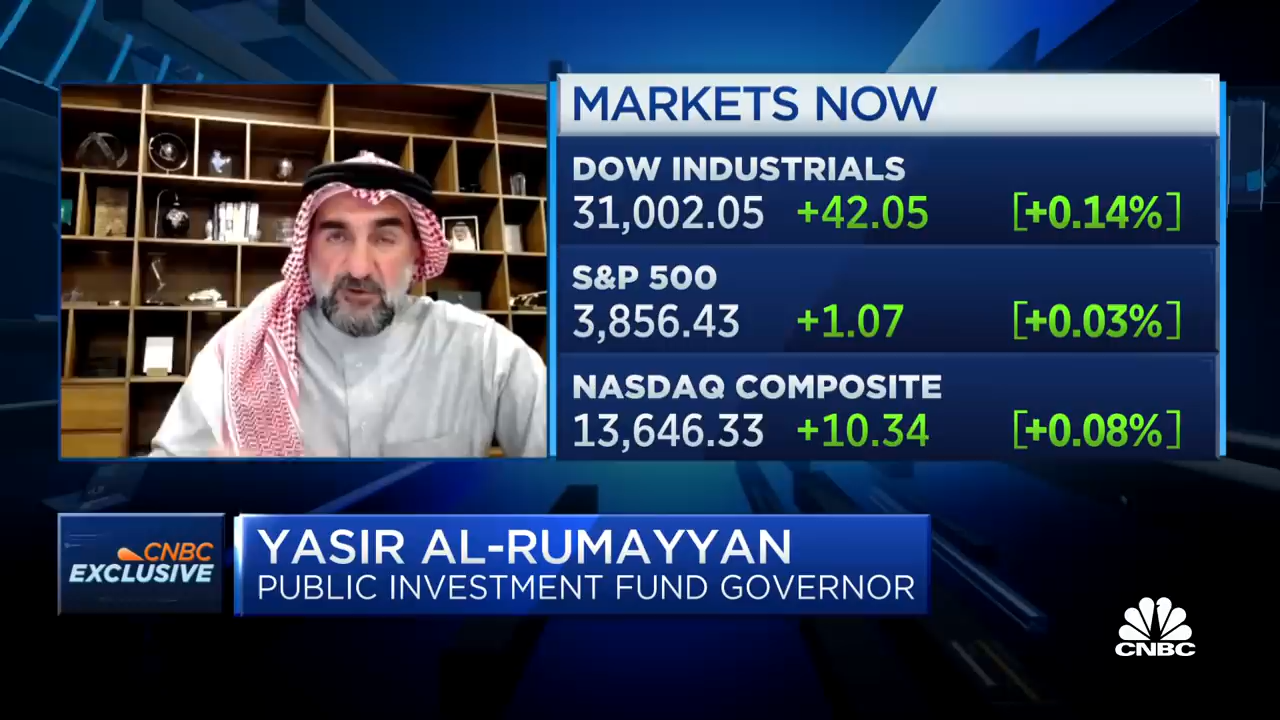 MARKETS NOW
DOW INDUSTRIALS
31,002.05 +42.05 [+0.14%]
S&P 500
3,856.43 +1.07 [+0.03%]
NASDAQ COMPOSITE
13,646.33 +10.34 [+0.08%]
CNBC
EXCLUSIVE
YASIR AL-RUMAYYAN
PUBLIC INVESTMENT FUND GOVERNOR
CNBC